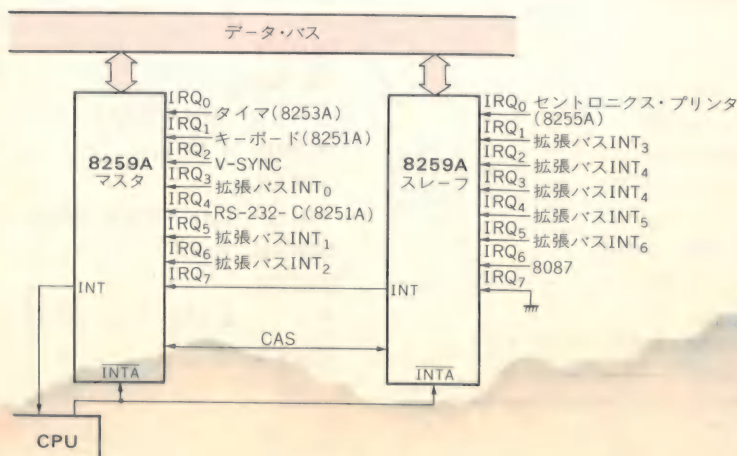 データ・バス
8259A
マスタ
IRQ0
タイマ(8253A)
IRQ1
キーボード(8251A)
IRQ2
V-SYNC
IRQ3
拡張バスINT0
IRQ4
RS-232-C(8251A)
IRQ5
拡張バスINT1
IRQ6
拡張バスINT2
IRQ7
INT
INTA
8259A
スレーブ
IRQ0 セントロニクス・プリンタ
(8255A)
IRQ1
拡張バスINT3
IRQ2
拡張バスINT4
IRQ3
拡張バスINT4
IRQ4
拡張バスINT5
IRQ5
拡張バスINT6
IRQ6
8087
IRQ7
INT
INTA
CAS
CPU